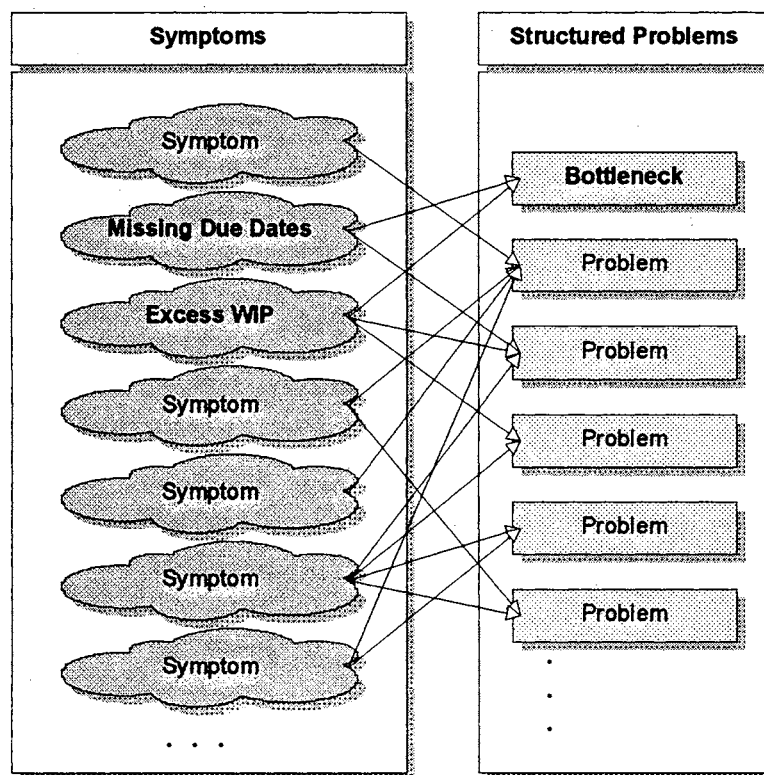 Symptoms
Symptom
Missing Due Dates
Excess WIP
Symptom
Symptom
Symptom
Symptom
. . .
Structured Problems
Bottleneck
Problem
Problem
Problem
Problem
Problem
.
.
.